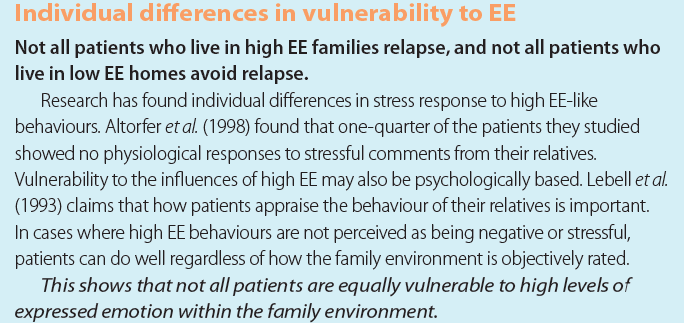 Individual differences in vulnerability to EE
Not all patients who live in high EE families relapse, and not all patients who
live in low EE homes avoid relapse.
Research has found individual differences in stress response to high EE-like
behaviours. Altorfer et al. (1998) found that one-quarter of the patients they studied
showed no physiological responses to stressful comments from their relatives.
Vulnerability to the influences of high EE may also be psychologically based. Lebell et al.
(1993) claims that how patients appraise the behaviour of their relatives is important.
In cases where high EE behaviours are not perceived as being negative or stressful,
patients can do well regardless of how the family environment is objectively rated.
This shows that not all patients are equally vulnerable to high levels of
expressed emotion within the family environment.